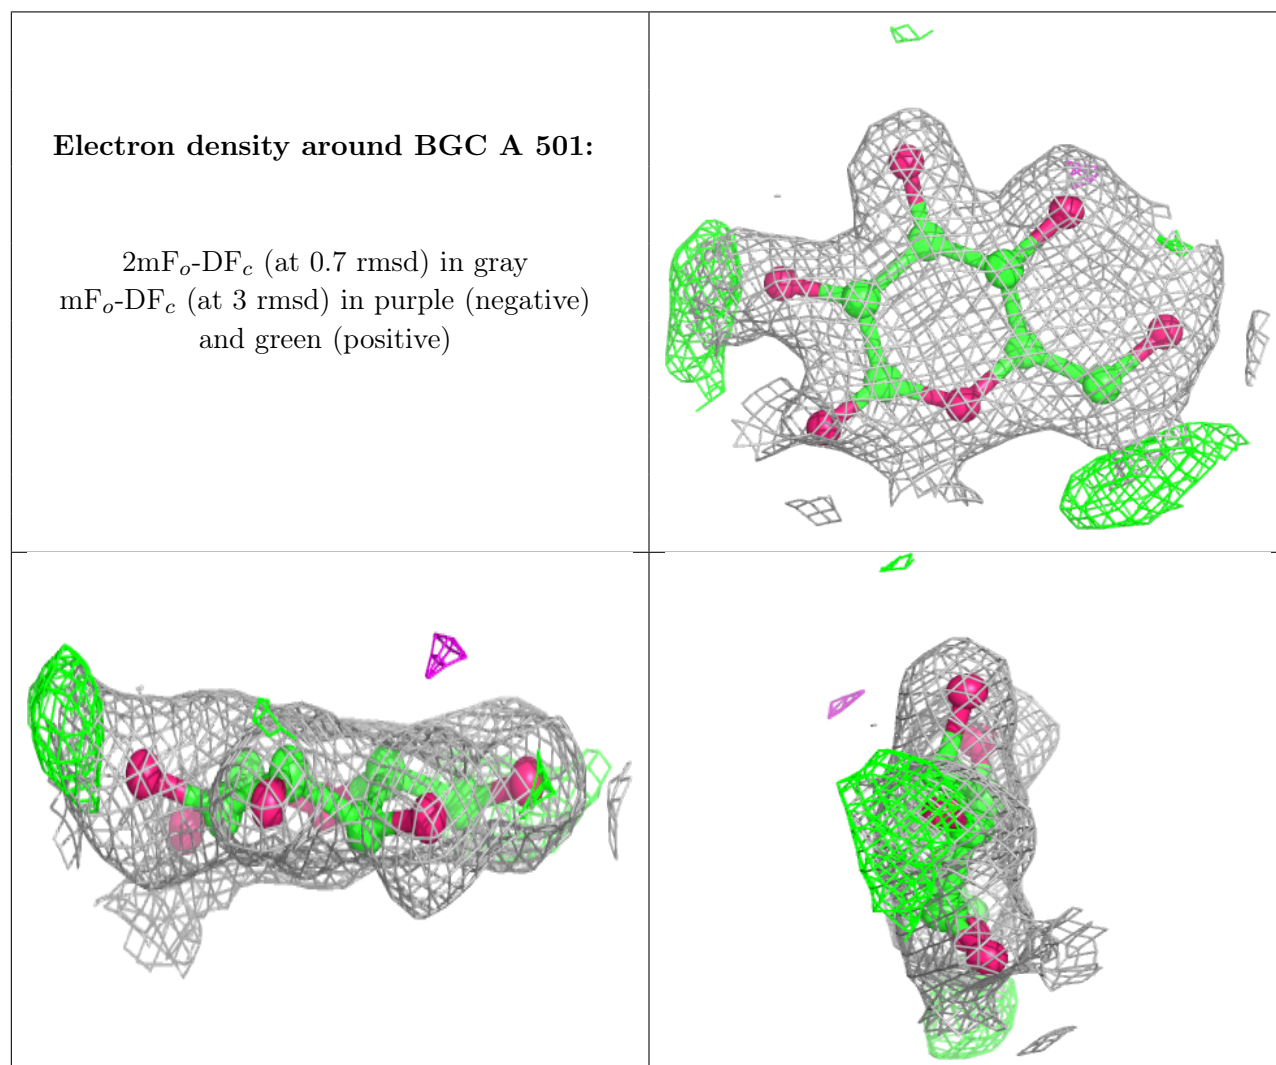 Electron density around BGC A 501:
2mFo-DFc (at 0.7 rmsd) in gray
mFo-DFc (at 3 rmsd) in purple (negative)
and green (positive)